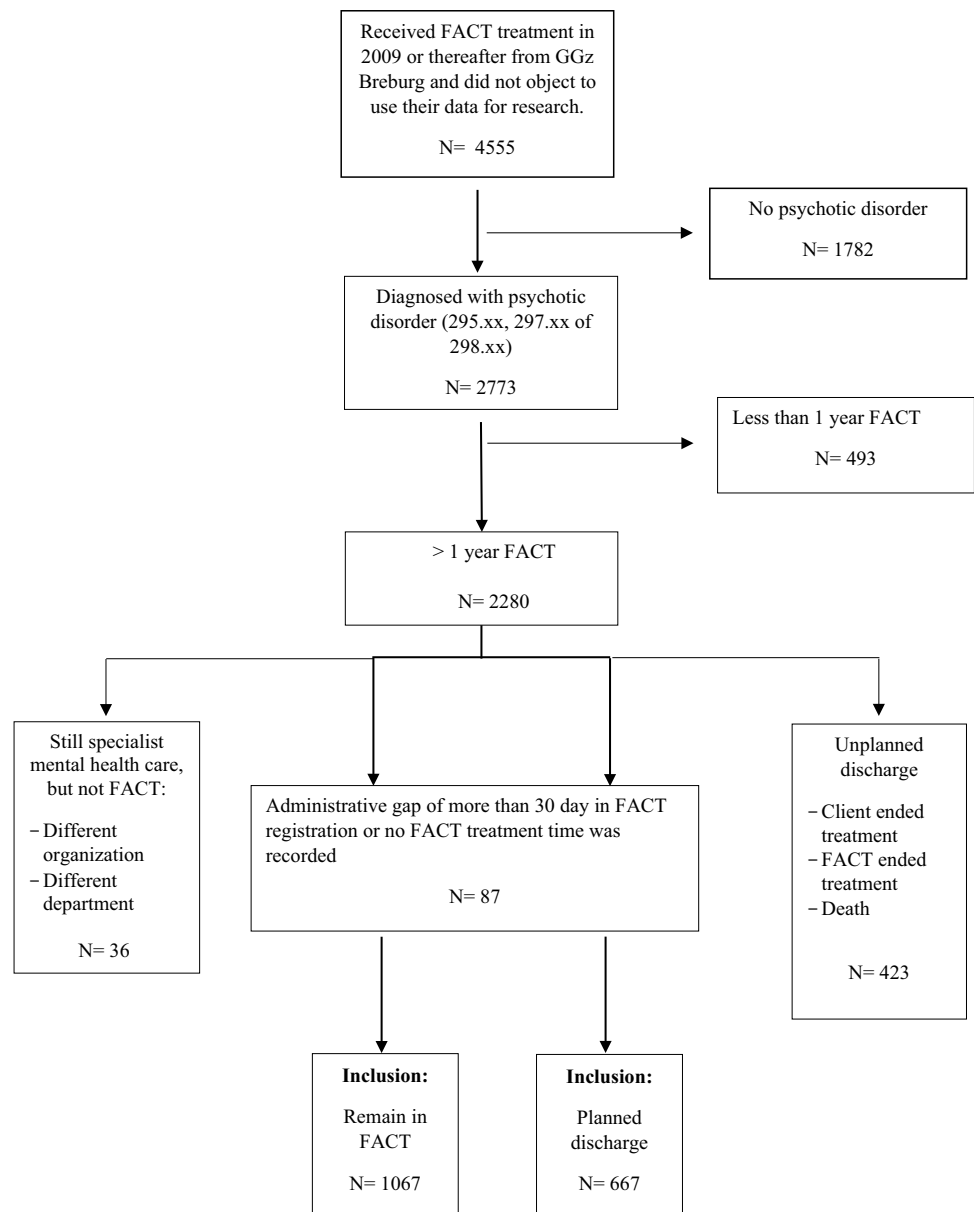 Received FACT treatment in
2009 or thereafter from GGz
Breburg and did not object to
use their data for research.
N= 4555
No psychotic disorder
N= 1782
Diagnosed with psychotic
disorder (295.xx, 297.xx of
298.xx)
N= 2773
Less than 1 year FACT
N= 493
> 1 year FACT
N= 2280
Still specialist
mental health care,
but not FACT:
– Different
organization
– Different
department
N= 36
Administrative gap of more than 30 day in FACT
registration or no FACT treatment time was
recorded
N= 87
Unplanned
discharge
– Client ended
treatment
– FACT ended
treatment
– Death
N= 423
Inclusion:
Remain in
FACT
N= 1067
Inclusion:
Planned
discharge
N= 667